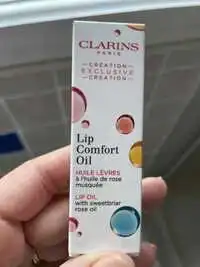 CLARINS
PARIS
CRÉATION
EXCLUSIVE
CREATION
Lip
Comfort
Oil
HUILE LÈVRES
à l'huile de rose
musquée
LIP OIL
with sweetbriar
rose oil